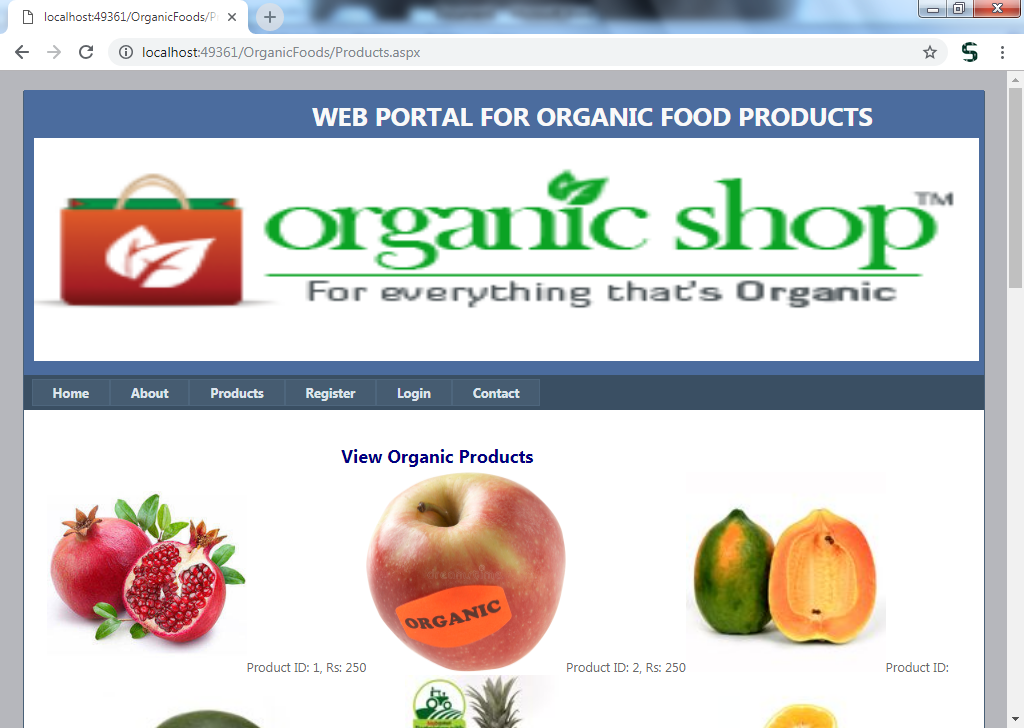 localhost:49361/OrganicFoods/P
localhost:49361/OrganicFoods/Products.aspx
WEB PORTAL FOR ORGANIC FOOD PRODUCTS
organic shop™
For everything that's Organic
Home About Products Register Login Contact
View Organic Products
ORGANIC
Product ID: 1, Rs: 250 Product ID: 2, Rs: 250 Product ID: